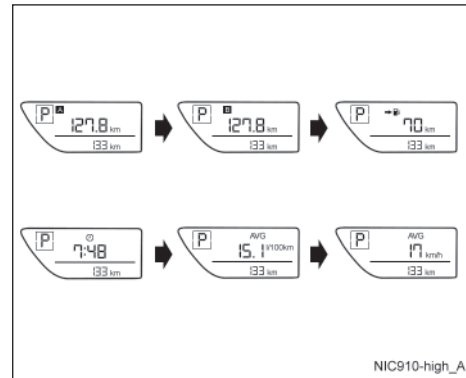 P A 127.8 km 133 km
P B 127.8 km 133 km
P 70 km 133 km
P 7:48 133 km
P AVG 15.1 l/100km 133 km
P AVG 17 km/h 133 km
NIC910-high_A